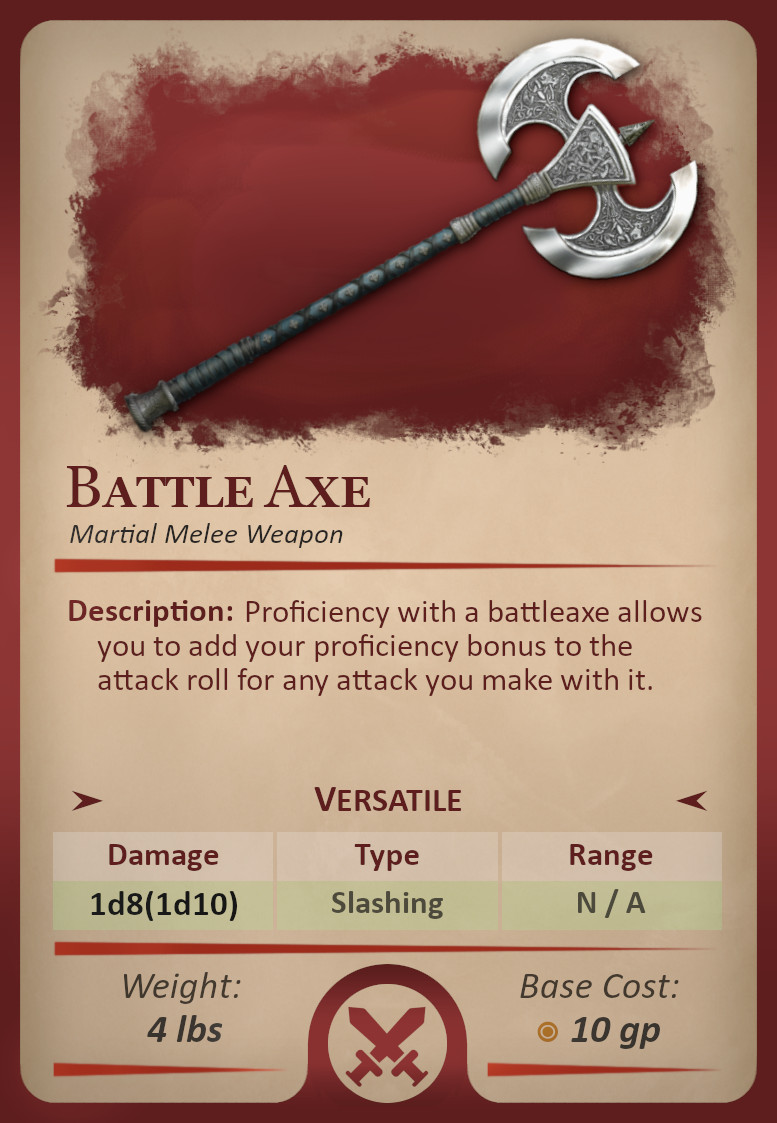 BATTLE AXE
Martial Melee Weapon
Description: Proficiency with a battleaxe allows
you to add your proficiency bonus to the
attack roll for any attack you make with it.
VERSATILE
Damage Type Range
1d8(1d10) Slashing N / A
Weight: Base Cost:
4 lbs 10 gp